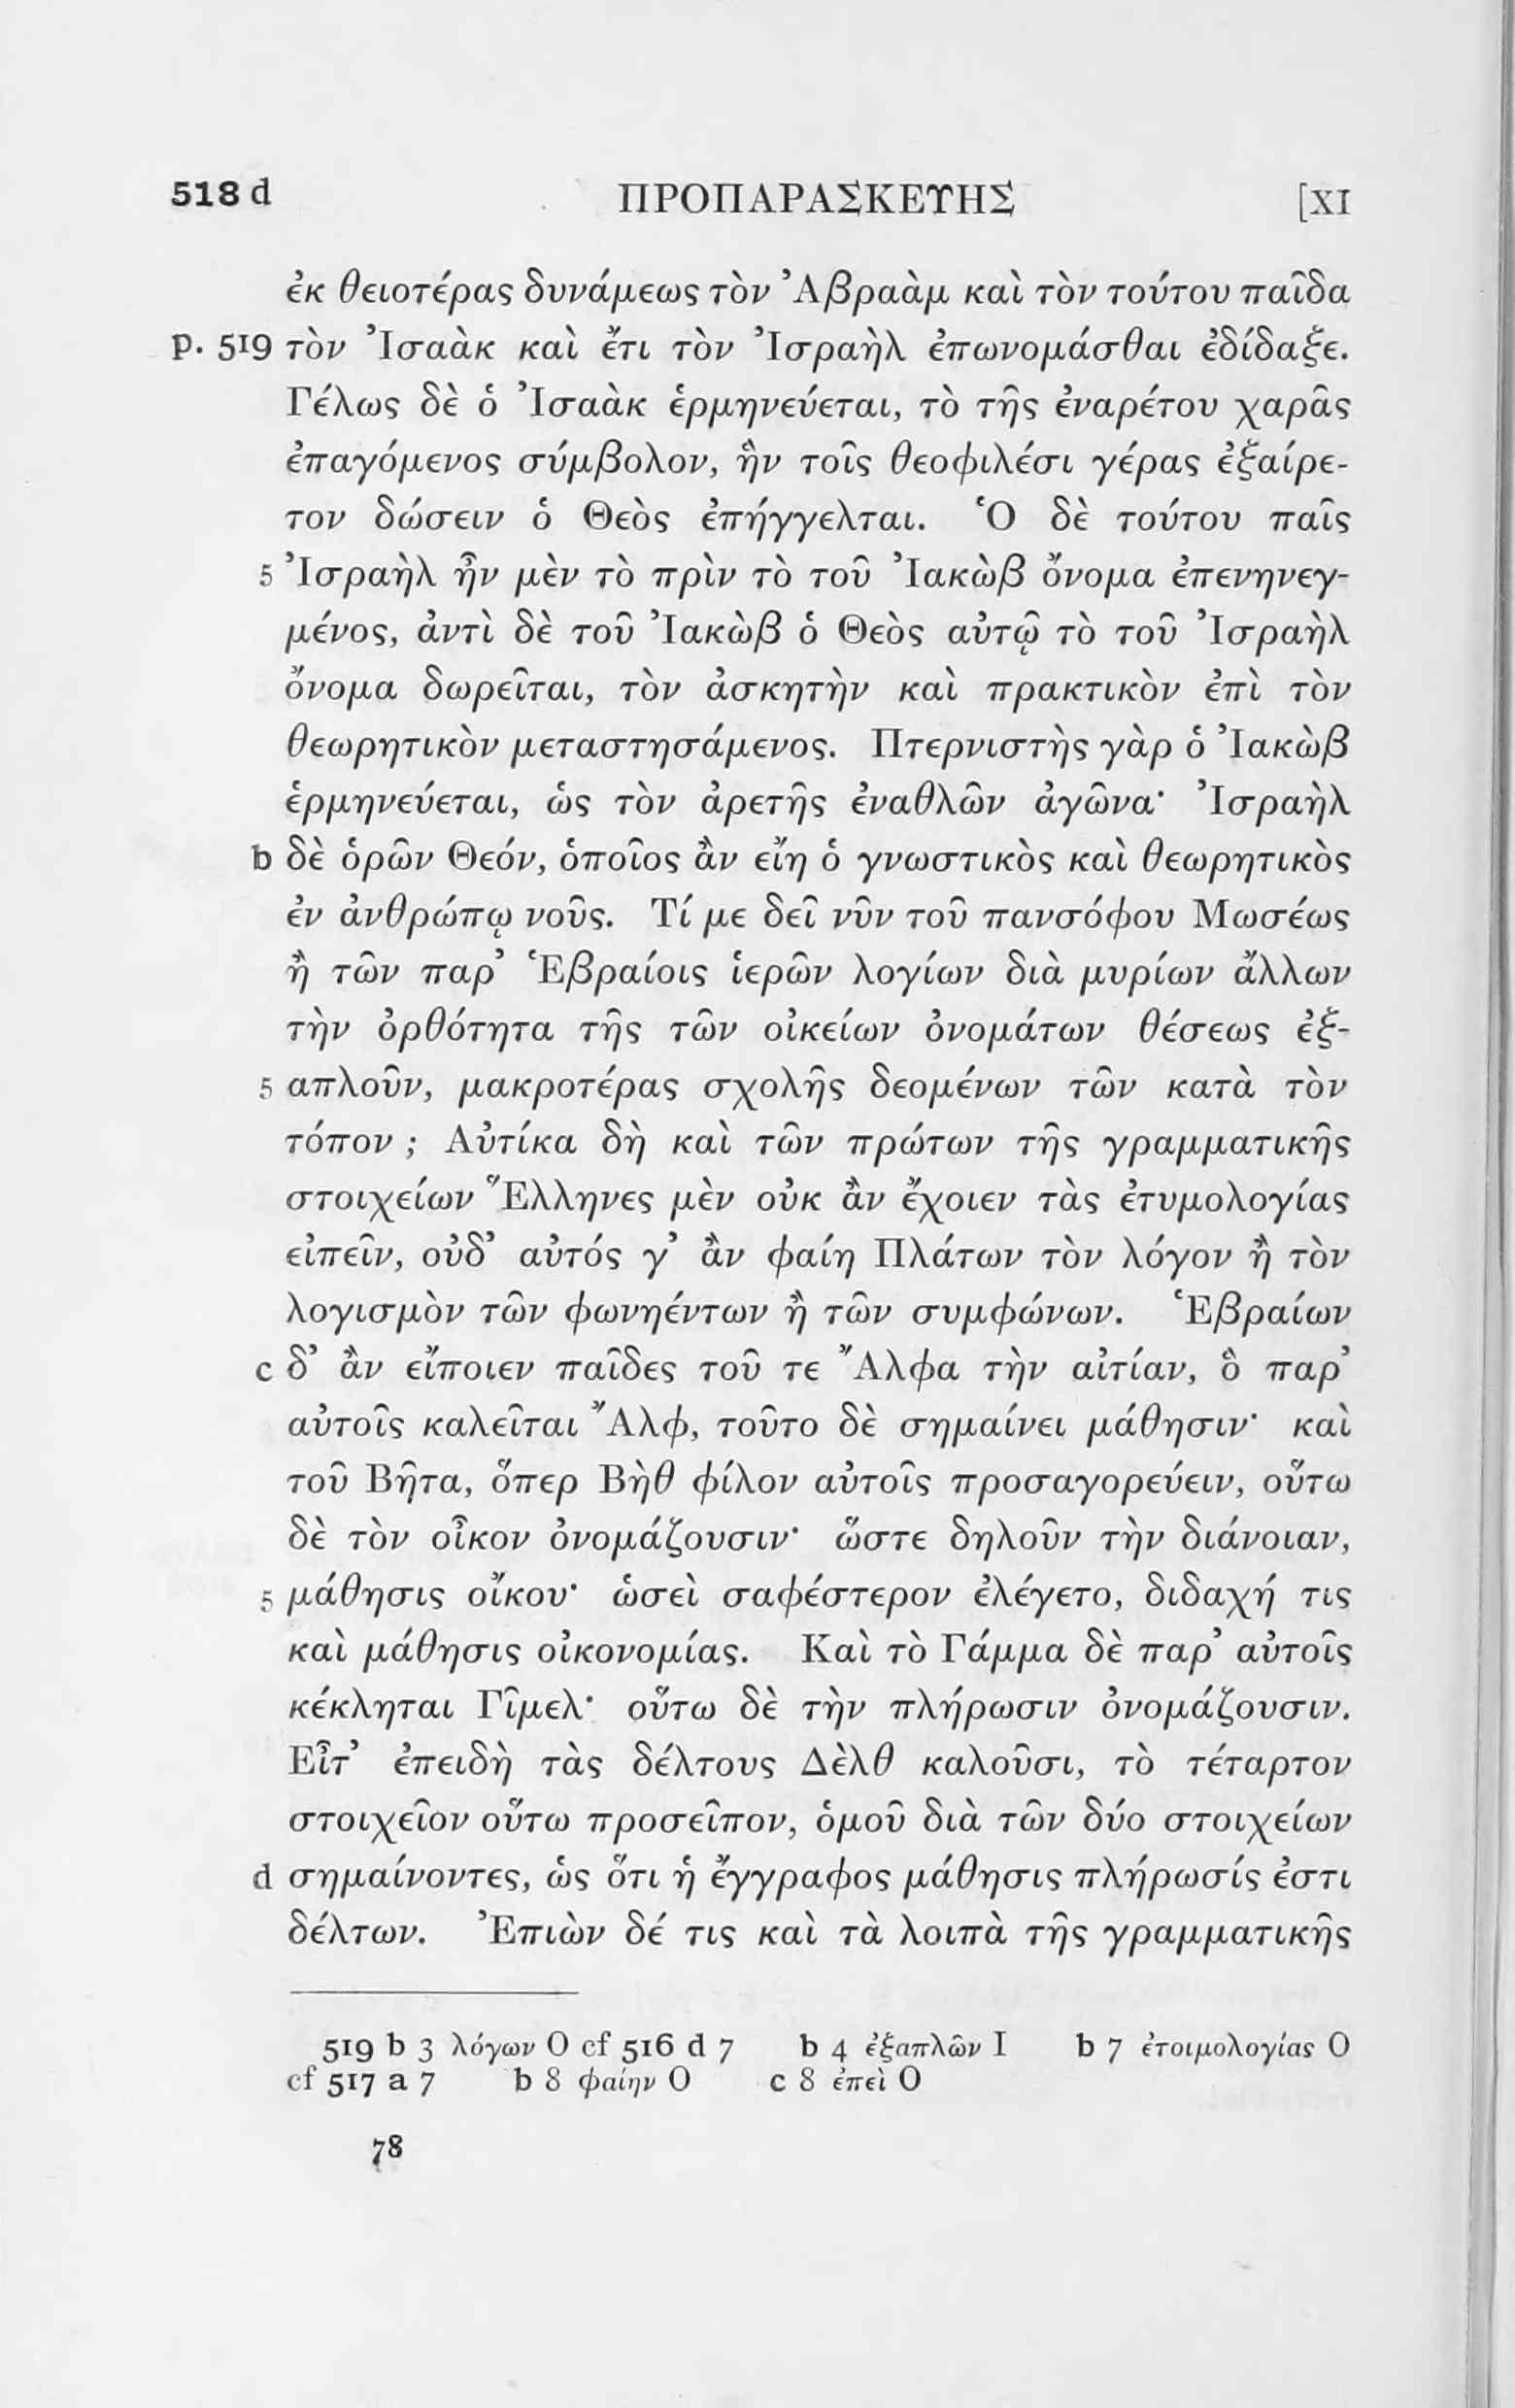 518 d ΠΡΟΠΑΡΑΣΚΕΥΗΣ [XI
ἐκ θειοτέρας δυνάμεως τὸν Ἀβραὰμ καὶ τὸν τούτου παῖδα
p. 519 τὸν Ἰσαὰκ καὶ ἔτι τὸν Ἰσραὴλ ἐπωνομάσθαι ἐδίδαξε.
Γέλως δὲ ὁ Ἰσαὰκ ἑρμηνεύεται, τὸ τῆς ἐναρέτου χαρᾶς
ἐπαγόμενος σύμβολον, ἣν τοῖς θεοφιλέσι γέρας ἐξαίρε-
τον δώσειν ὁ Θεὸς ἐπήγγελται. Ὁ δὲ τούτου παῖς
5 Ἰσραὴλ ἦν μὲν τὸ πρὶν τὸ τοῦ Ἰακὼβ ὄνομα ἐπενηνεγ-
μένος, ἀντὶ δὲ τοῦ Ἰακὼβ ὁ Θεὸς αὐτῷ τὸ τοῦ Ἰσραὴλ
ὄνομα δωρεῖται, τὸν ἀσκητὴν καὶ πρακτικὸν ἐπὶ τὸν
θεωρητικὸν μεταστησάμενος. Πτερνιστὴς γὰρ ὁ Ἰακὼβ
ἑρμηνεύεται, ὡς τὸν ἀρετῆς ἐναθλῶν ἀγῶνα· Ἰσραὴλ
b δὲ ὁρῶν Θεόν, ὁποῖος ἂν εἴη ὁ γνωστικὸς καὶ θεωρητικὸς
ἐν ἀνθρώπῳ νοῦς. Τί με δεῖ νῦν τοῦ πανσόφου Μωσέως
ἢ τῶν παρ’ Ἑβραίοις ἱερῶν λογίων διὰ μυρίων ἄλλων
τὴν ὀρθότητα τῆς τῶν οἰκείων ὀνομάτων θέσεως ἐξ-
5 απλοῦν, μακροτέρας σχολῆς δεομένων τῶν κατὰ τὸν
τόπον ; Αὐτίκα δὴ καὶ τῶν πρώτων τῆς γραμματικῆς
στοιχείων Ἕλληνες μὲν οὐκ ἂν ἔχοιεν τὰς ἐτυμολογίας
εἰπεῖν, οὐδ’ αὐτός γ’ ἂν φαίη Πλάτων τὸν λόγον ἢ τὸν
λογισμὸν τῶν φωνηέντων ἢ τῶν συμφώνων. Ἑβραίων
c δ’ ἂν εἴποιεν παῖδες τοῦ τε Ἄλφα τὴν αἰτίαν, ὃ παρ’
αὐτοῖς καλεῖται Ἄλφ, τοῦτο δὲ σημαίνει μάθησιν· καὶ
τοῦ Βῆτα, ὅπερ Βὴθ φίλον αὐτοῖς προσαγορεύειν, οὕτω
δὲ τὸν οἶκον ὀνομάζουσιν· ὥστε δηλοῦν τὴν διάνοιαν,
5 μάθησις οἴκου· ὡσεὶ σαφέστερον ἐλέγετο, διδαχή τις
καὶ μάθησις οἰκονομίας. Καὶ τὸ Γάμμα δὲ παρ’ αὐτοῖς
κέκληται Γῖμελ· οὕτω δὲ τὴν πλήρωσιν ὀνομάζουσιν.
Εἶτ’ ἐπειδὴ τὰς δέλτους Δὲλθ καλοῦσι, τὸ τέταρτον
στοιχεῖον οὕτω προσεῖπον, ὁμοῦ διὰ τῶν δύο στοιχείων
d σημαίνοντες, ὡς ὅτι ἡ ἔγγραφος μάθησις πλήρωσίς ἐστι
δέλτων. Ἐπιὼν δέ τις καὶ τὰ λοιπὰ τῆς γραμματικῆς
519 b 3 λόγων O cf 516 d 7 b 4 ἐξαπλῶν I b 7 ἐτοιμολογίας O
cf 517 a 7 b 8 φαίην O c 8 ἐπεὶ O
78